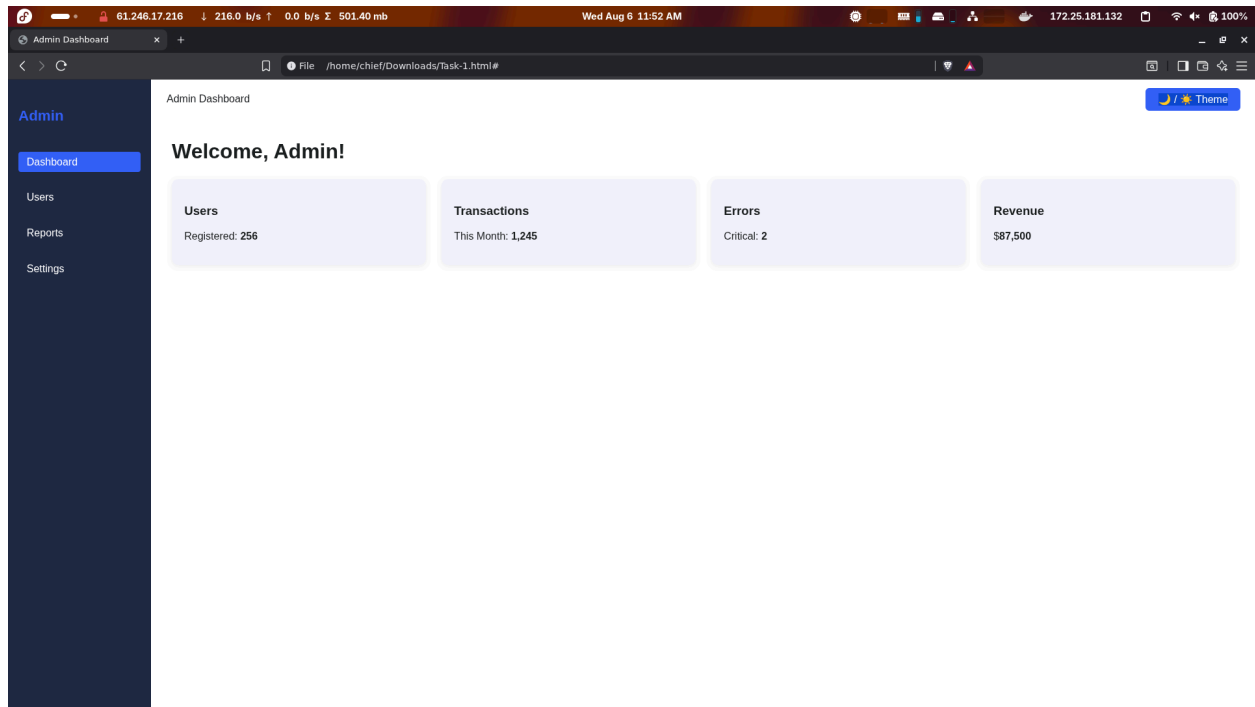 61.246.17.216 ↓ 216.0 b/s ↑ 0.0 b/s Σ 501.40 mb Wed Aug 6 11:52 AM 172.25.181.132 100%
Admin Dashboard × +
File /home/chief/Downloads/Task-1.html#
Admin
Dashboard
Users
Reports
Settings
Admin Dashboard
🌙 / ☀️ Theme
Welcome, Admin!
Users
Registered: 256
Transactions
This Month: 1,245
Errors
Critical: 2
Revenue
$87,500